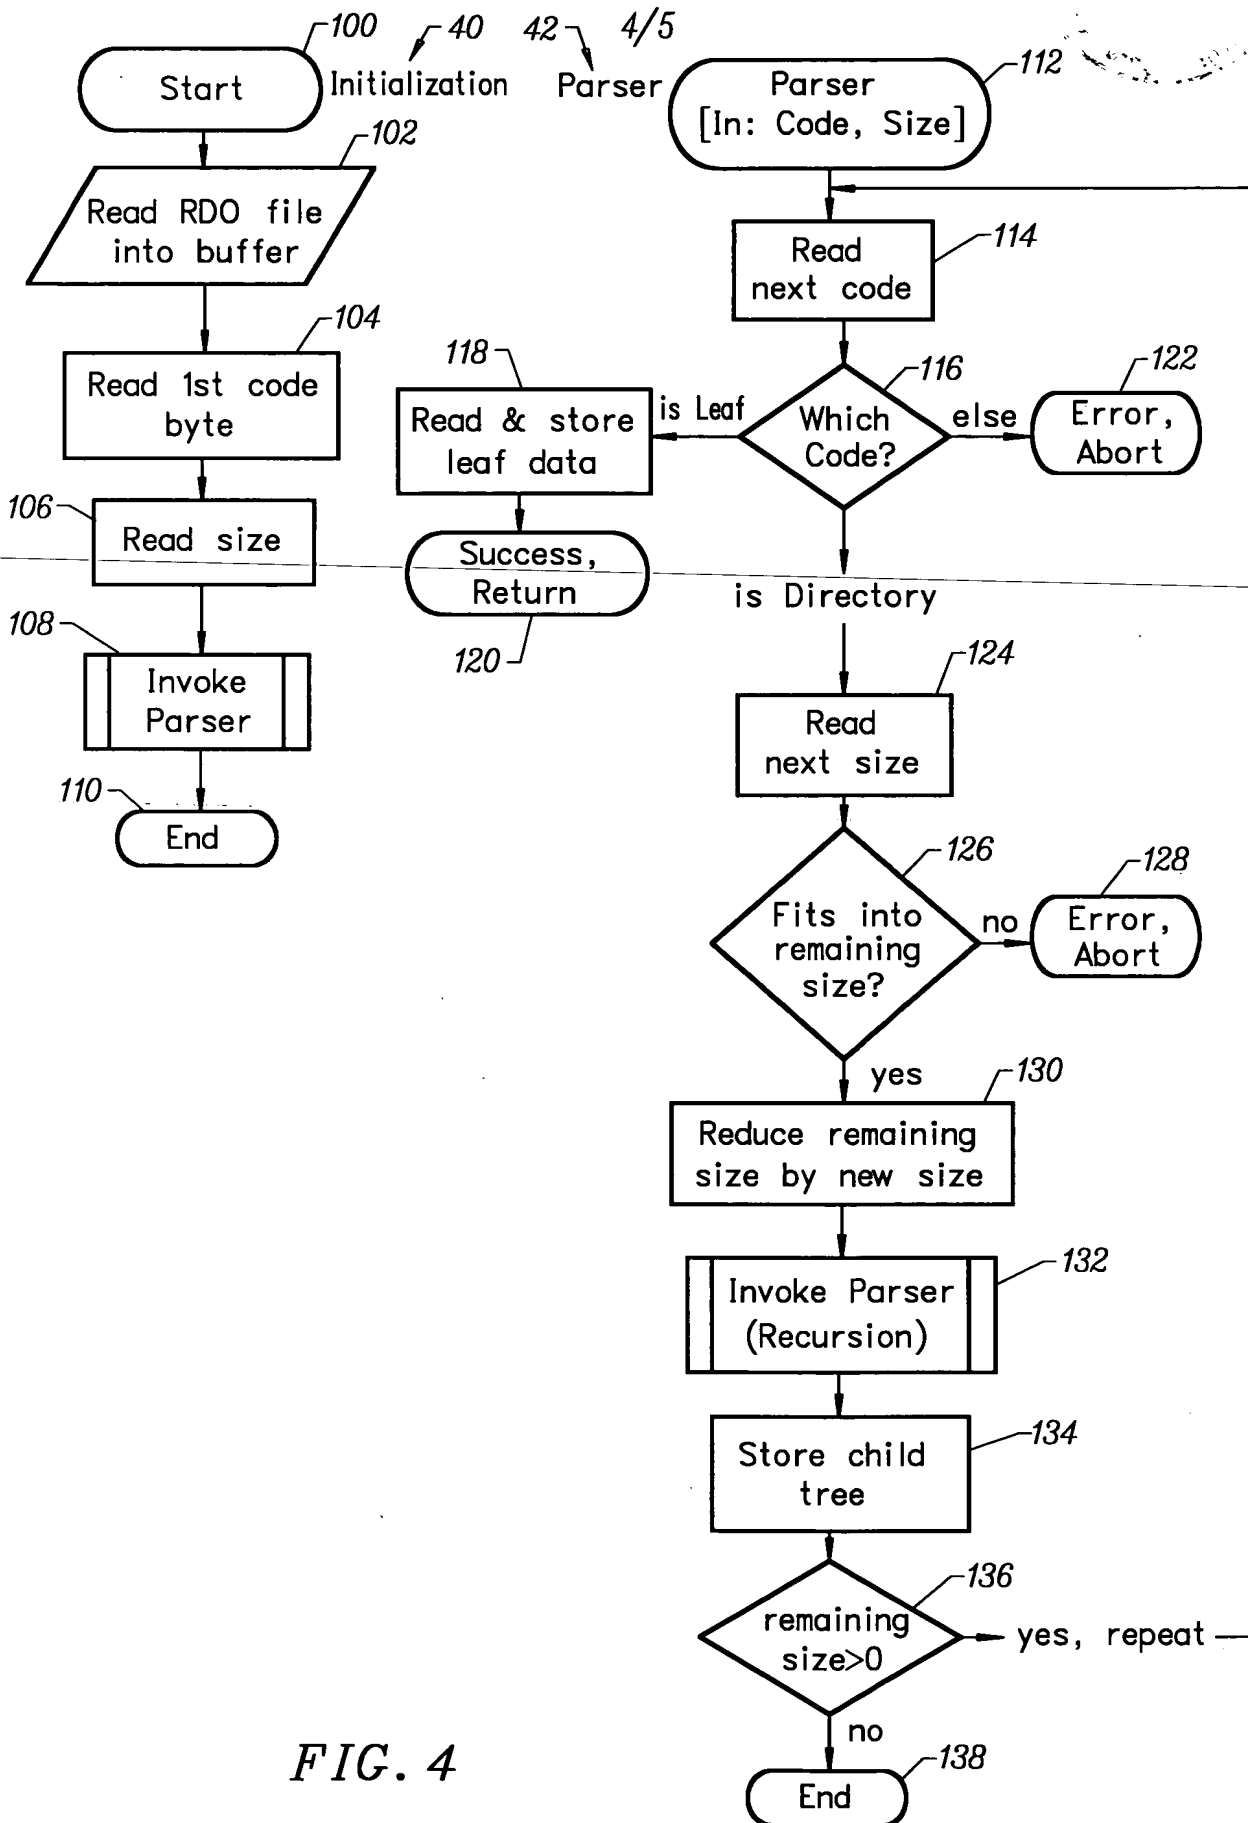 100
40
42
4/5
Start
Initialization
Parser
Parser
[In: Code, Size]
112
102
Read RDO file
into buffer
104
Read 1st code
byte
106
Read size
108
Invoke
Parser
110
End
Read
next code
114
116
Which
Code?
is Leaf
118
Read & store
leaf data
Success,
Return
120
else
122
Error,
Abort
is Directory
124
Read
next size
126
Fits into
remaining
size?
no
128
Error,
Abort
yes
130
Reduce remaining
size by new size
132
Invoke Parser
(Recursion)
134
Store child
tree
136
remaining
size>0
yes, repeat
no
138
End
FIG. 4